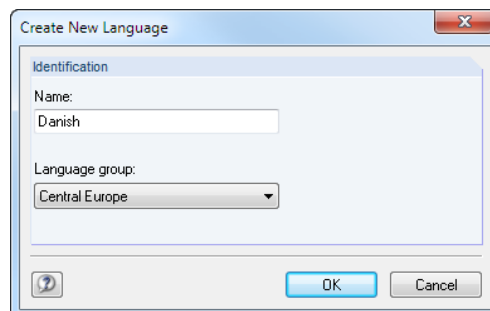 Create New Language
Identification
Name:
Danish
Language group:
Central Europe
OK
Cancel